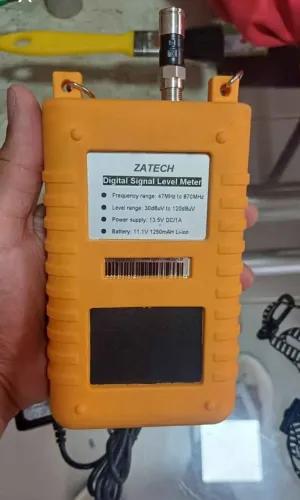 ZATECH
Digital Signal Level Meter
● Frequency range: 47MHz to 870MHz
● Level range: 30dBuV to 120dBuV
● Power supply: 13.5V DC/1A
● Battery: 11.1V 1250mAH Li-ion